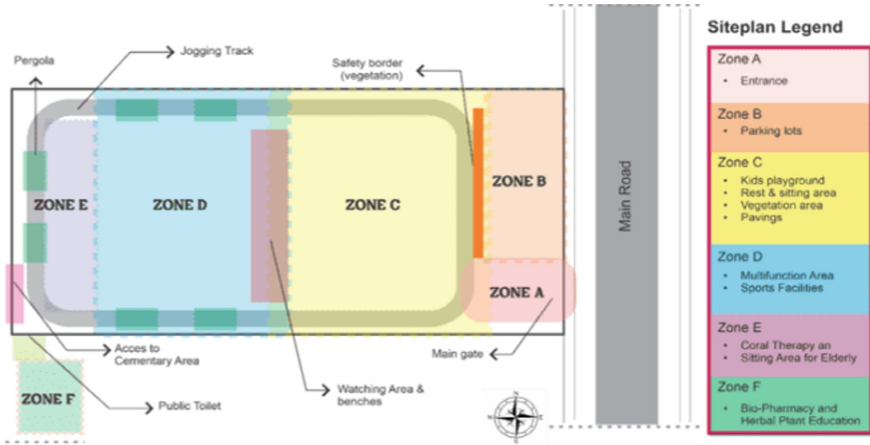 Siteplan Legend
Zone A
• Entrance
Zone B
• Parking lots
Zone C
• Kids playground
• Rest & sitting area
• Vegetation area
• Pavings
Zone D
• Multifunction Area
• Sports Facilities
Zone E
• Coral Therapy an
• Sitting Area for Elderly
Zone F
• Bio-Pharmacy and
Herbal Plant Education
Pergola
Jogging Track
Safety border
(vegetation)
ZONE E
ZONE D
ZONE C
ZONE B
ZONE A
Main Road
Acces to
Cementary Area
Main gate
ZONE F
Public Toilet
Watching Area &
benches
N
W
E
S